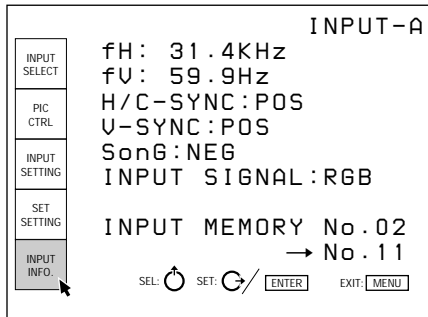 INPUT-A
INPUT
SELECT
PIC
CTRL
INPUT
SETTING
SET
SETTING
INPUT
INFO.
fH: 31.4KHz
fV: 59.9Hz
H/C-SYNC:POS
V-SYNC:POS
SonG:NEG
INPUT SIGNAL:RGB
INPUT MEMORY No.02
→ No.11
SEL: SET: / ENTER EXIT: MENU